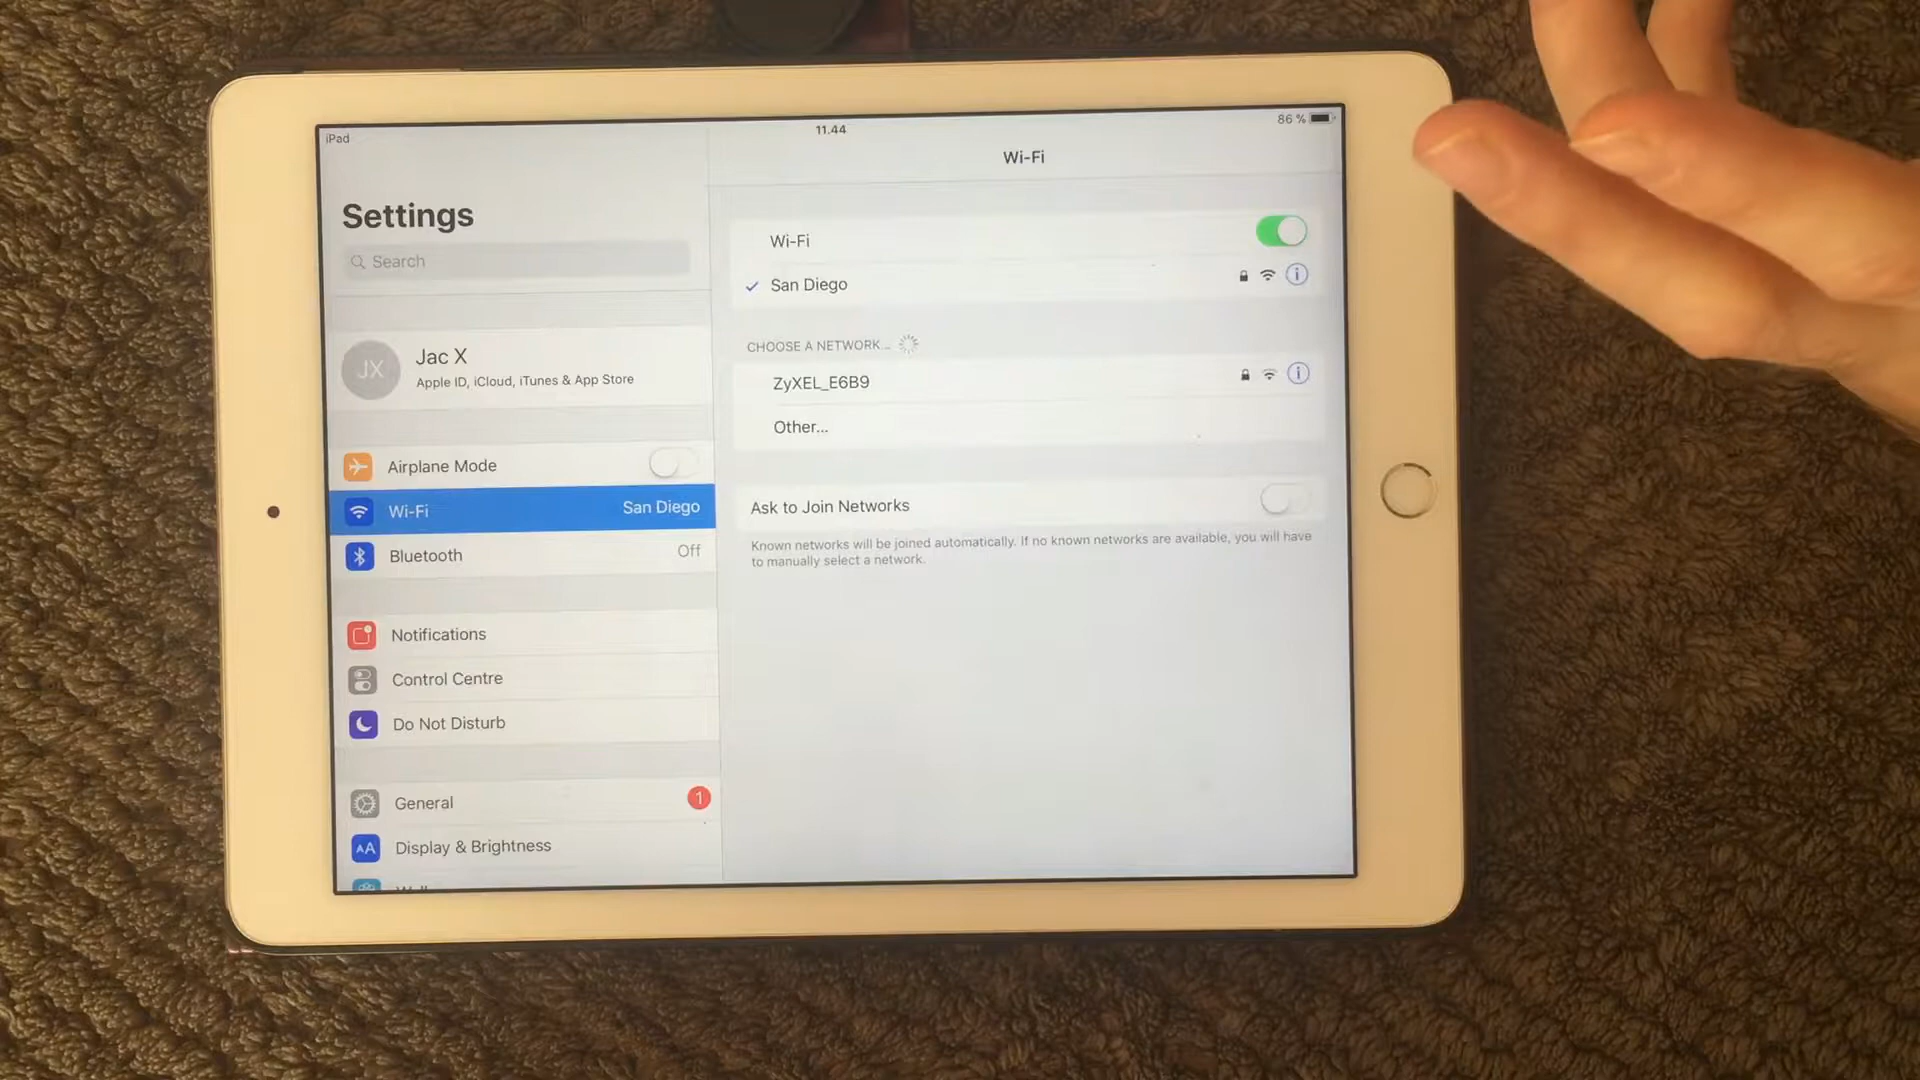 iPad
11.44
86 %
Settings
Search
JX
Jac X
Apple ID, iCloud, iTunes & App Store
Airplane Mode
Wi-Fi San Diego
Bluetooth Off
Notifications
Control Centre
Do Not Disturb
General 1
AA Display & Brightness
Wi-Fi
Wi-Fi
San Diego
CHOOSE A NETWORK...
ZyXEL_E6B9
Other...
Ask to Join Networks
Known networks will be joined automatically. If no known networks are available, you will have
to manually select a network.